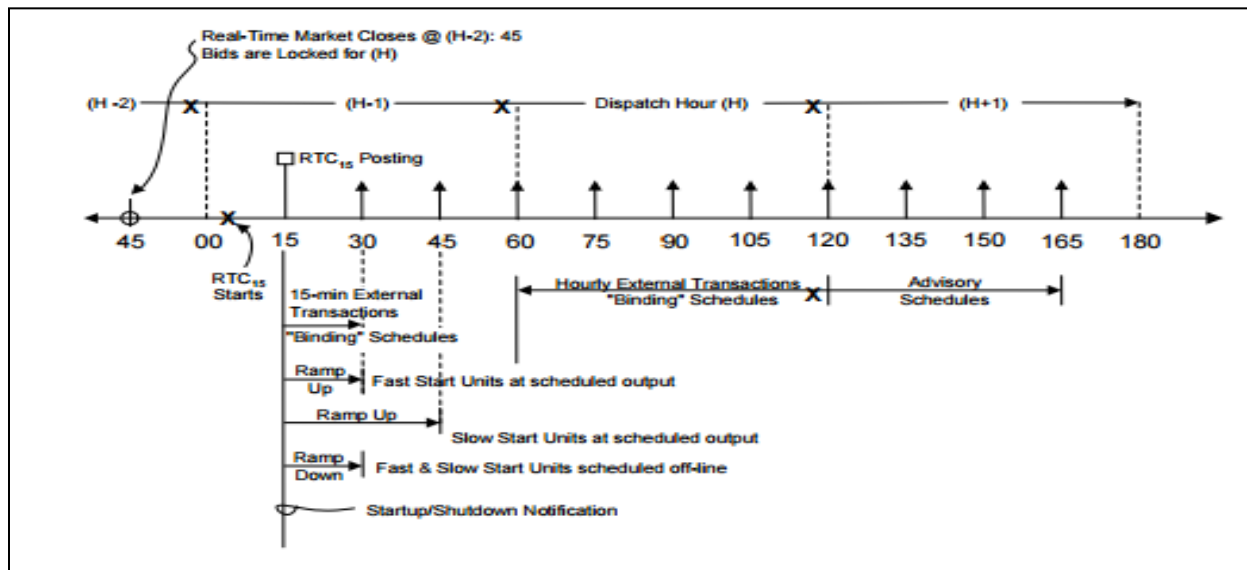 Real-Time Market Closes @ (H-2): 45
Bids are Locked for (H)
(H -2) X (H-1) X Dispatch Hour (H) X (H+1)
RTC15 Posting
X
45 00 15 30 45 60 75 90 105 120 135 150 165 180
RTC15
Starts
15-min External
Transactions
"Binding" Schedules
Hourly External Transactions
"Binding" Schedules X
Advisory
Schedules
Ramp
Up
Fast Start Units at scheduled output
Ramp Up
Slow Start Units at scheduled output
Ramp
Down
Fast & Slow Start Units scheduled off-line
Startup/Shutdown Notification